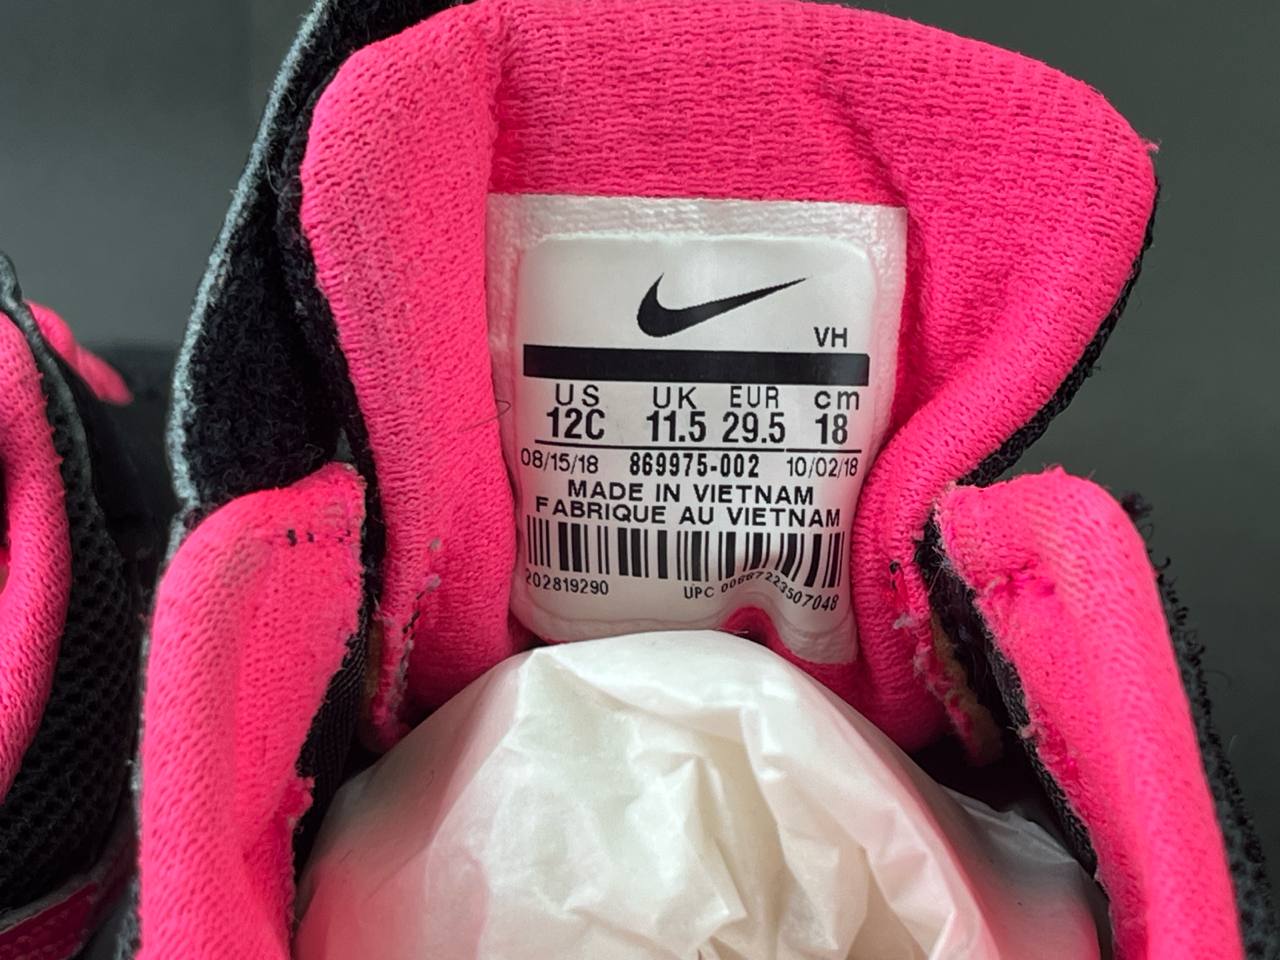 VH
US UK EUR cm
12C 11.5 29.5 18
08/15/18 869975-002 10/02/18
MADE IN VIETNAM
FABRIQUE AU VIETNAM
202819290 UPC 00667223507048